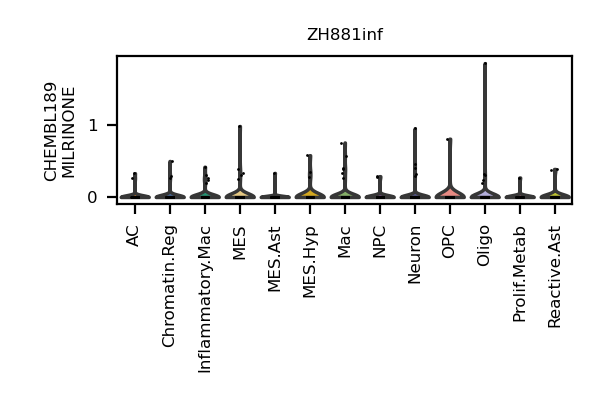 ZH881inf
CHEMBL189
MILRINONE
1
0
AC
Chromatin.Reg
Inflammatory.Mac
MES
MES.Ast
MES.Hyp
Mac
NPC
Neuron
OPC
Oligo
Prolif.Metab
Reactive.Ast